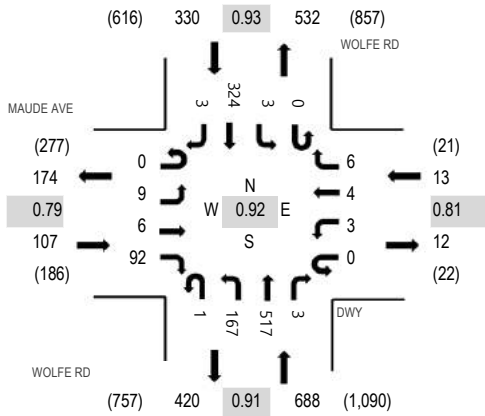 (616) 330 0.93 532 (857)
WOLFE RD
3 324 3 0
MAUDE AVE
(277)
174
0.79
107
(186)
0
9
6
92
N
W 0.92 E
S
6
4
3
0
(21)
13
0.81
12
(22)
1 167 517 3
DWY
WOLFE RD
(757) 420 0.91 688 (1,090)